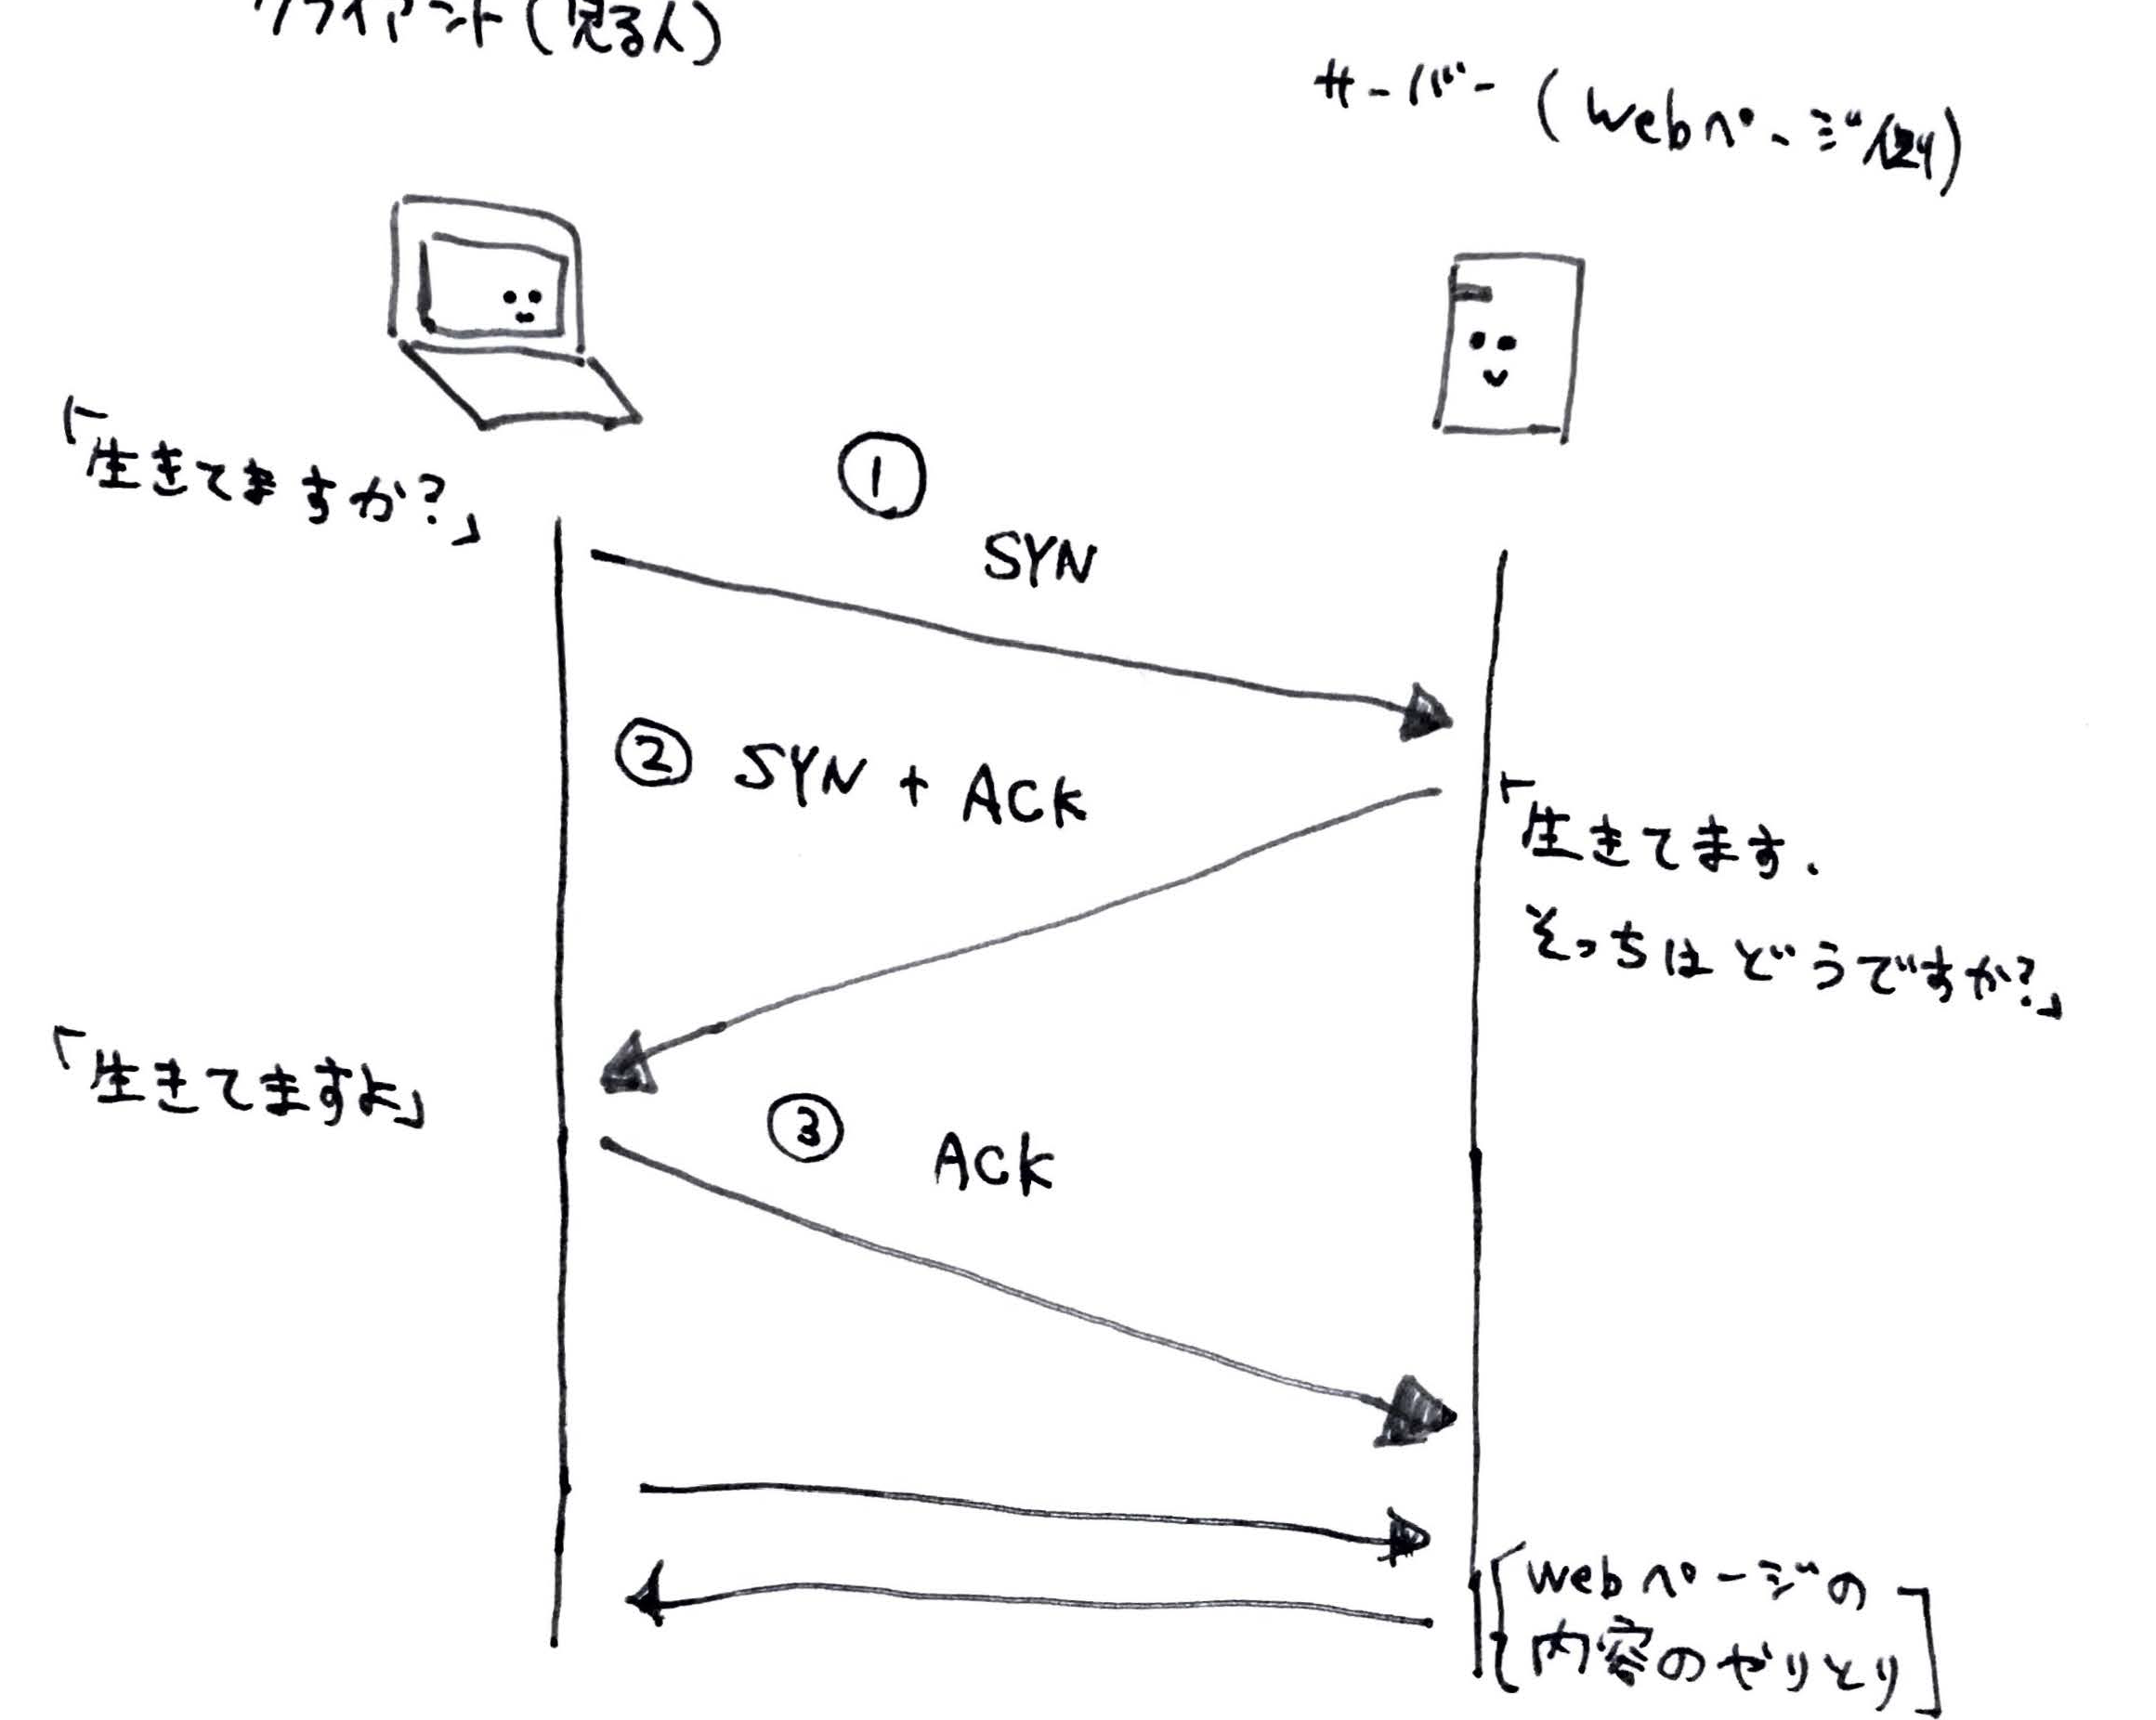 クライアント(見る人)
サーバー(Webページ側)
「生きてますか?」
①
SYN
② SYN + ACK
「生きてます.
そっちはどうですか?」
「生きてますよ」
③
ACK
[Webページの
内容のやりとり]